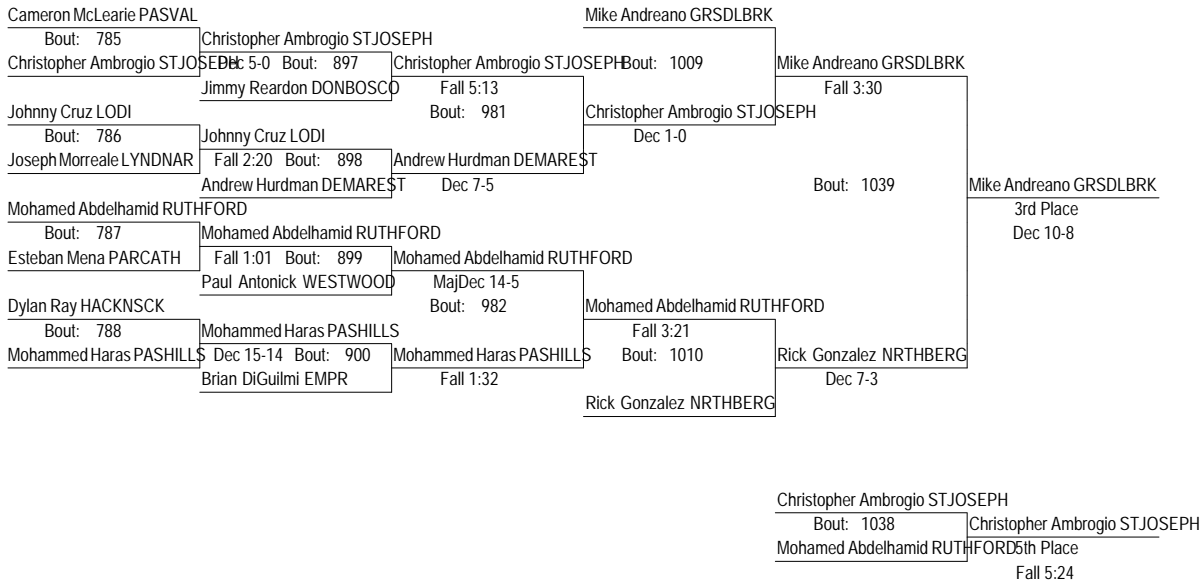 Cameron McLearie PASVAL
Mike Andreano GRSDLBRK
Bout: 785
Christopher Ambrogio STJOSEPH
Christopher Ambrogio STJOSEPH
Dec 5-0 Bout: 897
Christopher Ambrogio STJOSEPH
Bout: 1009
Mike Andreano GRSDLBRK
Jimmy Reardon DONBOSCO
Fall 5:13
Fall 3:30
Johnny Cruz LODI
Bout: 981
Christopher Ambrogio STJOSEPH
Bout: 786
Johnny Cruz LODI
Dec 1-0
Joseph Morreale LYNDNAR
Fall 2:20 Bout: 898
Andrew Hurdman DEMAREST
Andrew Hurdman DEMAREST
Dec 7-5
Bout: 1039
Mike Andreano GRSDLBRK
Mohamed Abdelhamid RUTHFORD
3rd Place
Bout: 787
Mohamed Abdelhamid RUTHFORD
Dec 10-8
Esteban Mena PARCATH
Fall 1:01 Bout: 899
Mohamed Abdelhamid RUTHFORD
Paul Antonick WESTWOOD
MajDec 14-5
Dylan Ray HACKNSCK
Bout: 982
Mohamed Abdelhamid RUTHFORD
Bout: 788
Mohammed Haras PASHILLS
Fall 3:21
Mohammed Haras PASHILLS
Dec 15-14 Bout: 900
Mohammed Haras PASHILLS
Bout: 1010
Rick Gonzalez NRTHBERG
Brian DiGuilmi EMPR
Fall 1:32
Dec 7-3
Rick Gonzalez NRTHBERG
Christopher Ambrogio STJOSEPH
Bout: 1038
Christopher Ambrogio STJOSEPH
Mohamed Abdelhamid RUTHFORD
5th Place
Fall 5:24